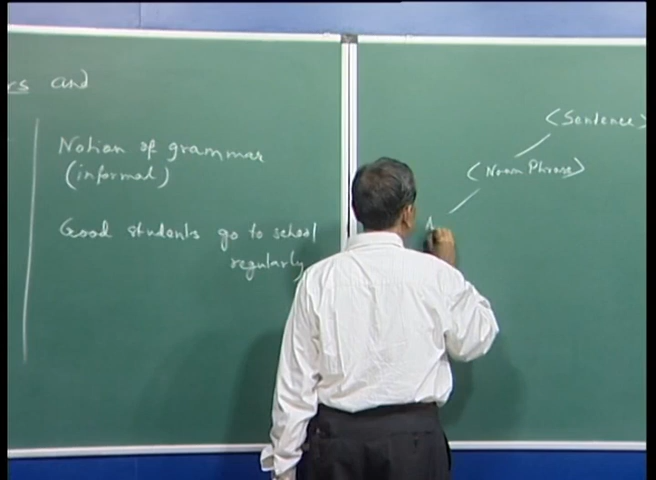 rs and
Notion of grammar
(informal)
Good students go to school
regularly
<Sentence>
<Noun Phrase>
A